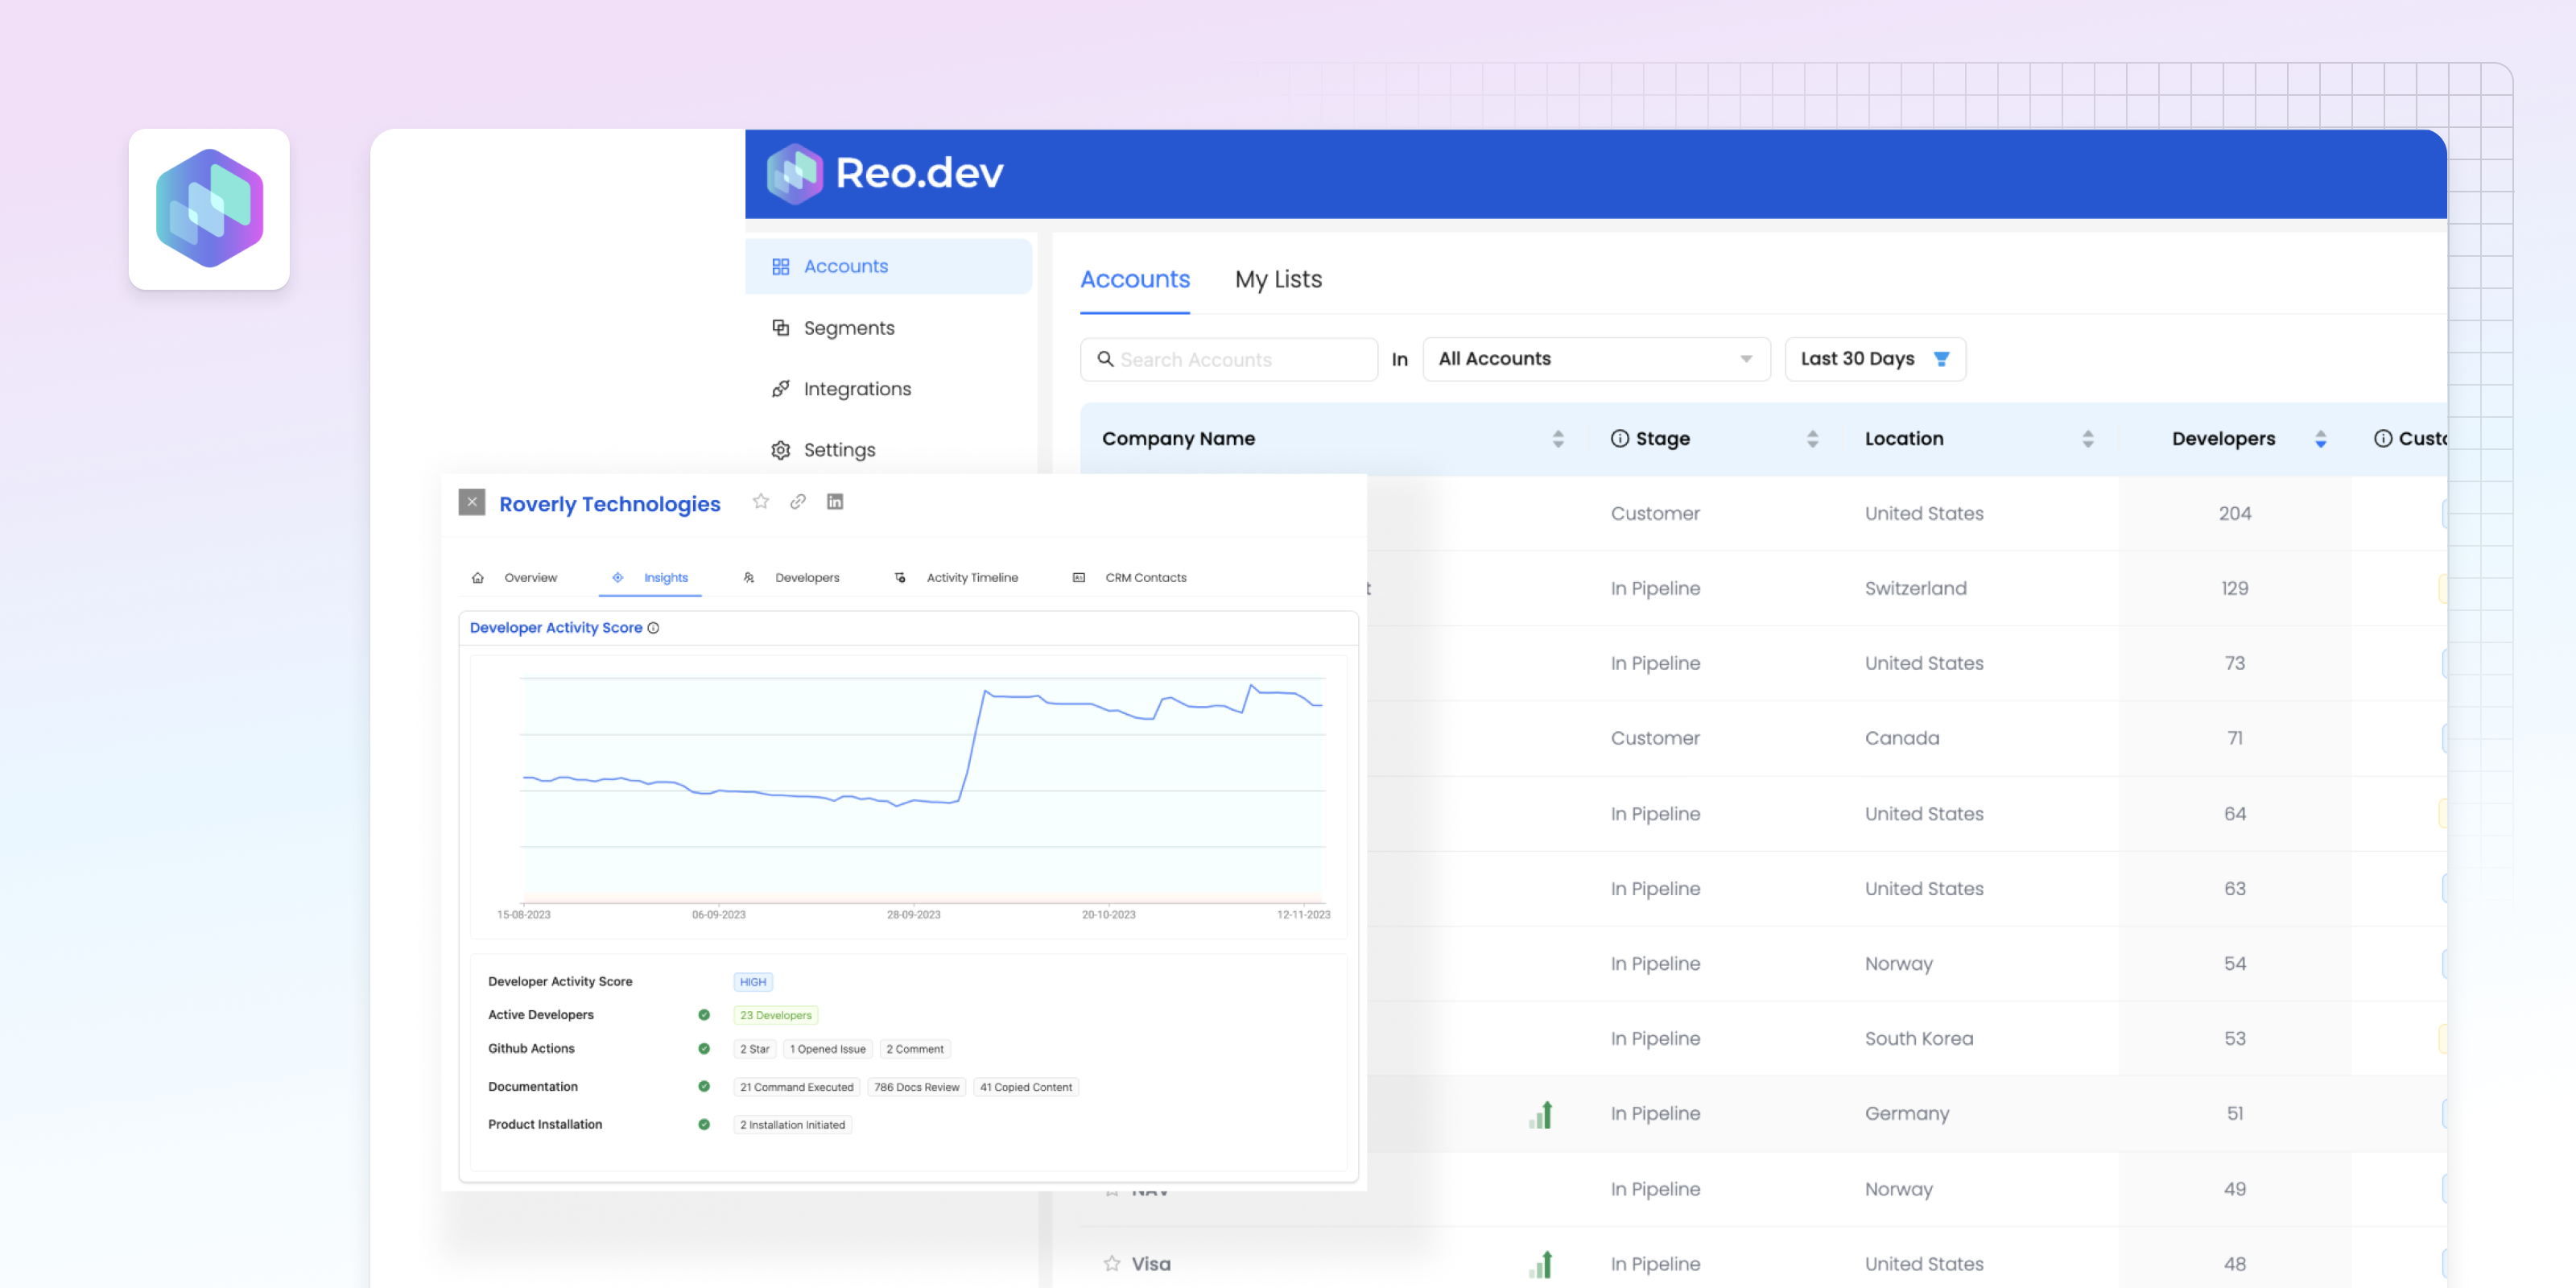 Reo.dev
Accounts
Segments
Integrations
Settings
Accounts My Lists
Search Accounts In All Accounts Last 30 Days
Company Name Stage Location Developers
Customer United States 204
In Pipeline Switzerland 129
In Pipeline United States 73
Customer Canada 71
In Pipeline United States 64
In Pipeline United States 63
In Pipeline Norway 54
In Pipeline South Korea 53
In Pipeline Germany 51
In Pipeline Norway 49
Visa In Pipeline United States 48
Roverly Technologies
Overview Insights Developers Activity Timeline CRM Contacts
Developer Activity Score
15-08-2023 06-09-2023 28-09-2023 20-10-2023 12-11-2023
Developer Activity Score HIGH
Active Developers 23 Developers
Github Actions 2 Star 1 Opened Issue 2 Comment
Documentation 21 Command Executed 786 Docs Review 41 Copied Content
Product Installation 2 Installation Initiated